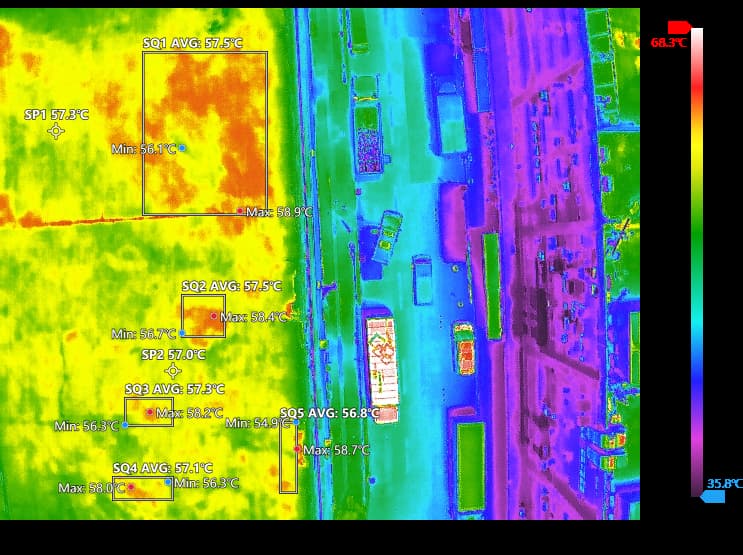 SQ1 AVG: 57.5℃
68.3℃
SP1 57.3℃
Min: 56.1℃
Max: 58.9℃
SQ2 AVG: 57.5℃
Max: 58.4℃
Min: 56.7℃
SP2 57.0℃
SQ3 AVG: 57.3℃
Max: 58.2℃
SQ5 AVG: 56.8℃
Min: 56.3℃
Min: 54.9℃
Max: 58.7℃
SQ4 AVG: 57.1℃
Max: 58.0℃
Min: 56.3℃
35.8℃